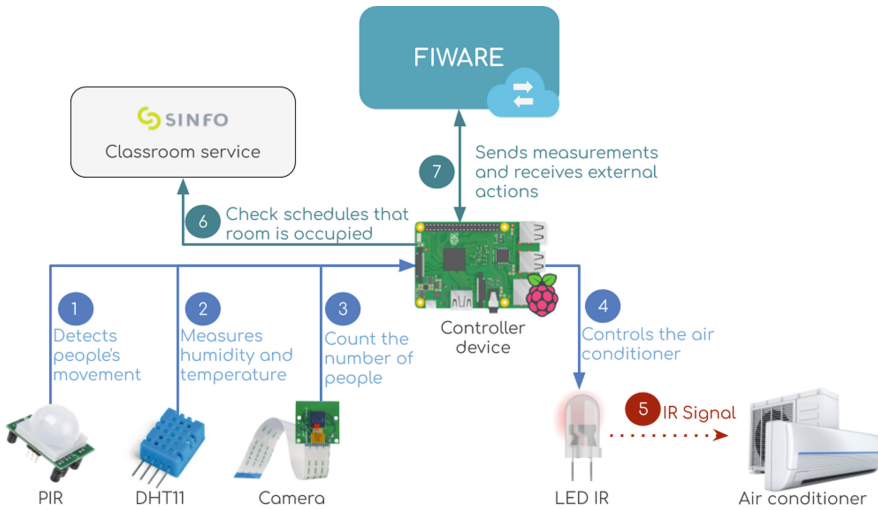 FIWARE
SINFO
Classroom service
7
Sends measurements
and receives external
actions
6
Check schedules that
room is occupied
1
Detects
people's
movement
2
Measures
humidity and
temperature
3
Count the
number of
people
Controller
device
4
Controls the air
conditioner
5
IR Signal
PIR
DHT11
Camera
LED IR
Air conditioner